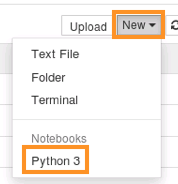 Upload New
Text File
Folder
Terminal
Notebooks
Python 3